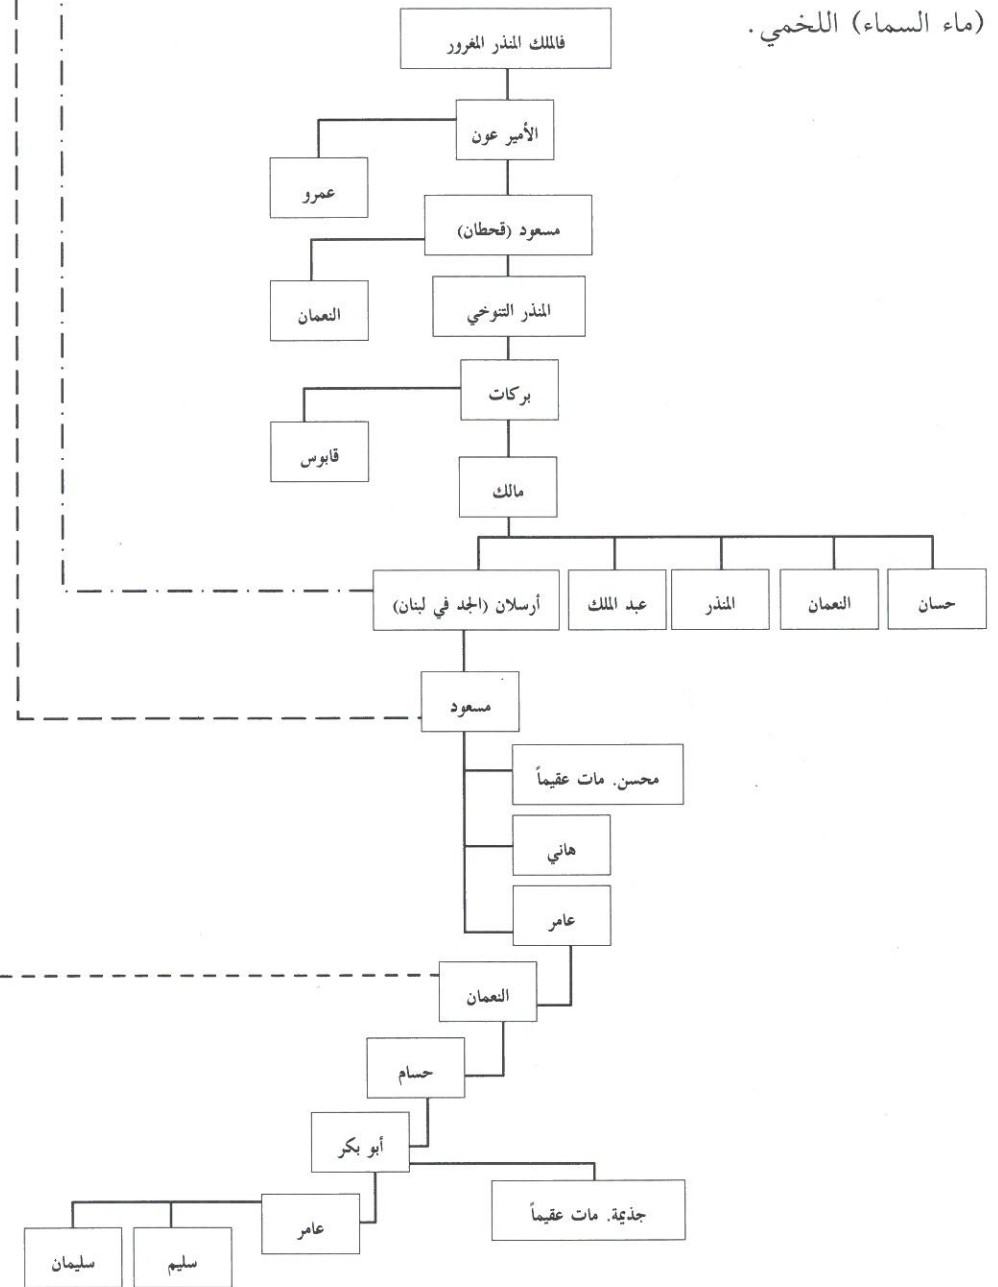 (ماء السماء) اللخمي.
فالملك المنذر المغرور
الأمير عون
عمرو
مسعود (قحطان)
النعمان
المنذر التنوخي
بركات
قابوس
مالك
حسان
النعمان
المنذر
عبد الملك
أرسلان (الجد في لبنان)
مسعود
محسن. مات عقيماً
هاني
عامر
النعمان
حسام
أبو بكر
جذيمة. مات عقيماً
عامر
سليم
سليمان